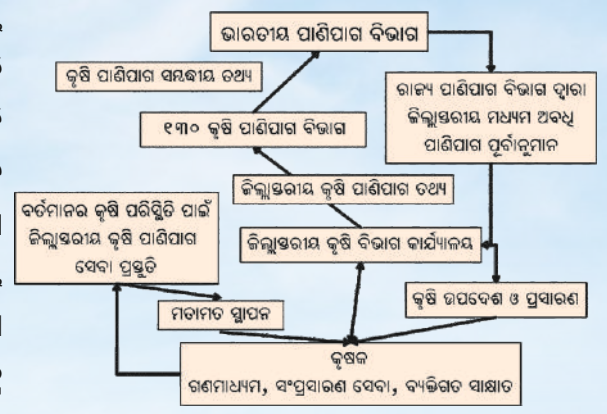 ଭାରତୀୟ ପାଣିପାଗ ବିଭାଗ
କୃଷି ପାଣିପାଗ ସମ୍ବନ୍ଧୀୟ ତଥ୍ୟ
ରାଜ୍ୟ ପାଣିପାଗ ବିଭାଗ ଦ୍ୱାରା
ଜିଲ୍ଲାସ୍ତରୀୟ ମଧ୍ୟମ ଅବଧି
ପାଣିପାଗ ପୂର୍ବାନୁମାନ
୧୩୦ କୃଷି ପାଣିପାଗ ବିଭାଗ
ଜିଲ୍ଲାସ୍ତରୀୟ କୃଷି ପାଣିପାଗ ତଥ୍ୟ
ବର୍ତମାନର କୃଷି ପରିସ୍ଥିତି ପାଇଁ
ଜିଲ୍ଲାସ୍ତରୀୟ କୃଷି ପାଣିପାଗ
ସେବା ପ୍ରସ୍ତୁତି
ଜିଲ୍ଲାସ୍ତରୀୟ କୃଷି ବିଭାଗ କାର୍ଯ୍ୟାଳୟ
କୃଷି ଉପଦେଶ ଓ ପ୍ରସାରଣ
ମତାମତ ସ୍ଥାପନ
କୃଷକ
ଗଣମାଧ୍ୟମ, ସଂପ୍ରସାରଣ ସେବା, ବ୍ୟକ୍ତିଗତ ସାକ୍ଷାତ